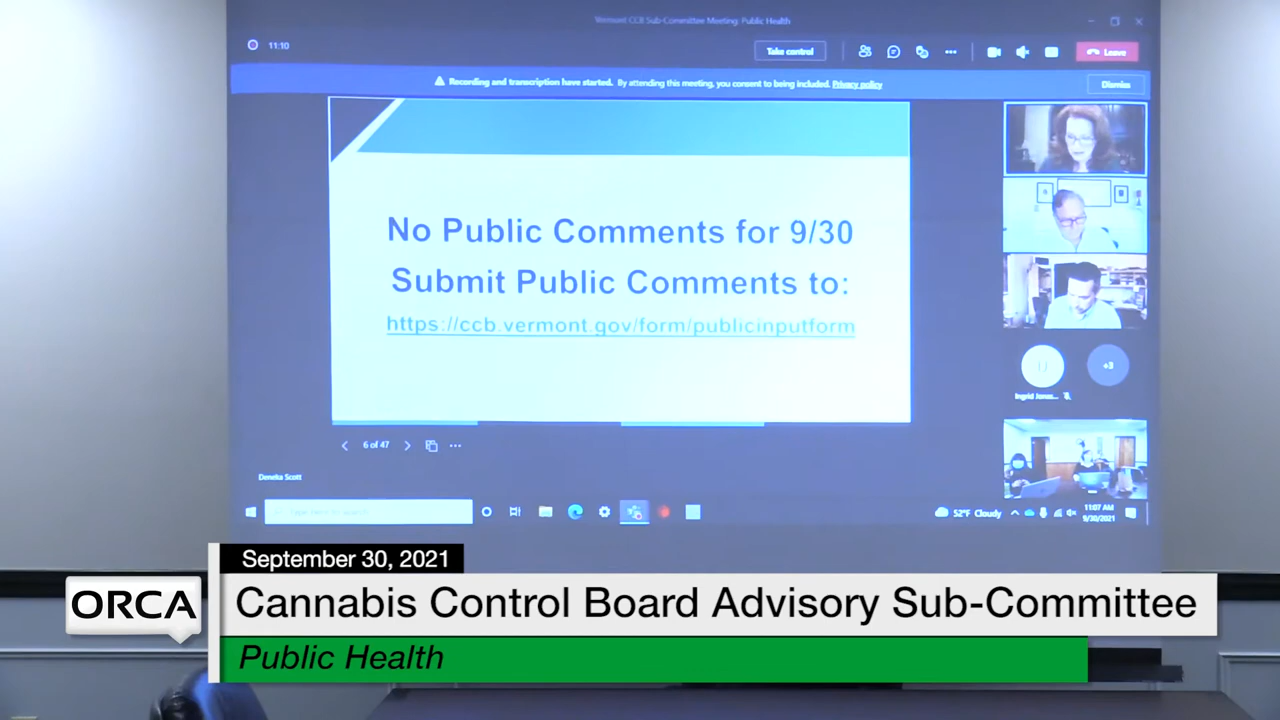 Vermont CCB Sub-Committee Meeting: Public Health
11:10
Take control
Leave
Recording and transcription have started. By attending this meeting, you consent to being included. Privacy policy
Dismiss
No Public Comments for 9/30
Submit Public Comments to:
https://ccb.vermont.gov/form/publicinputform
+3
Ingrid Jonas...
6 of 47
Deneka Scott
52°F Cloudy
11:07 AM
9/30/2021
September 30, 2021
ORCA
Cannabis Control Board Advisory Sub-Committee
Public Health